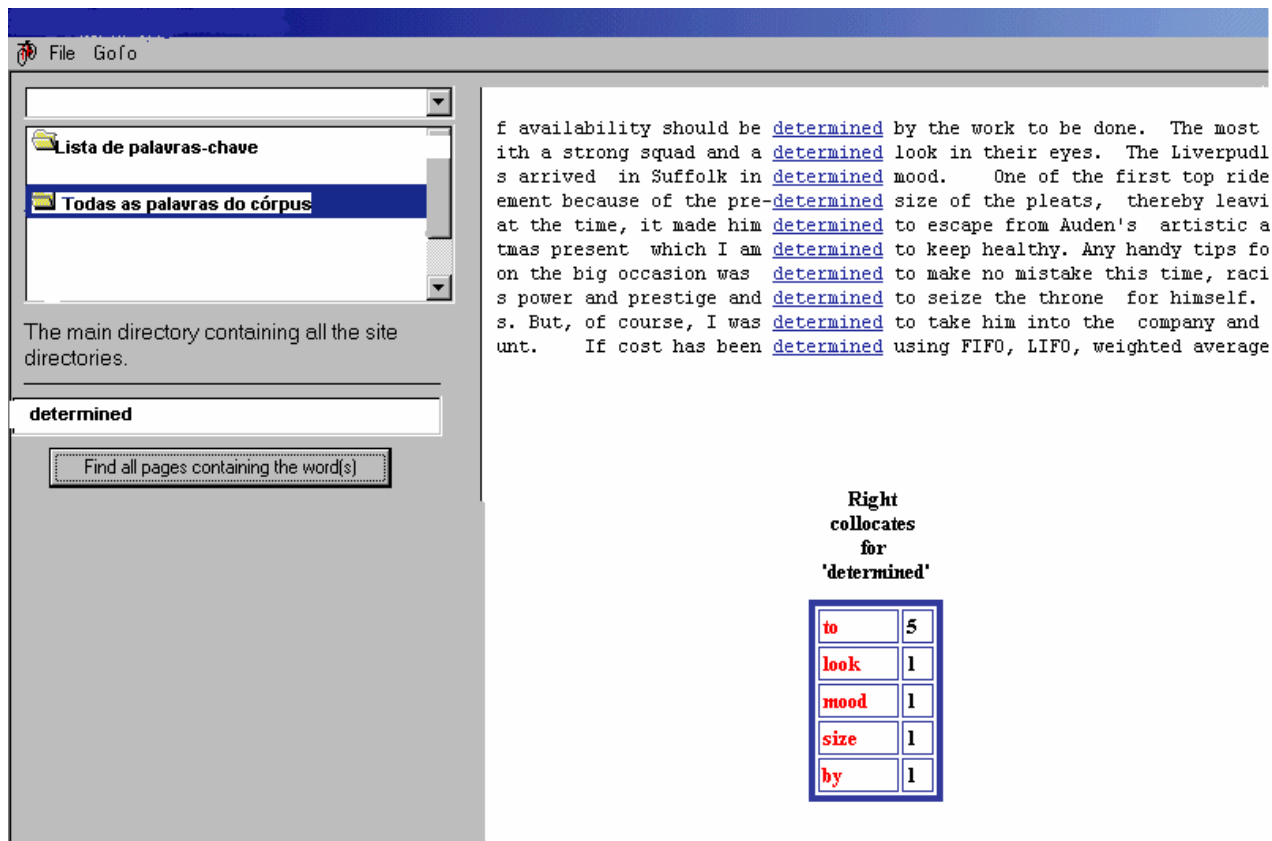 File Goto
Lista de palavras-chave
Todas as palavras do córpus
The main directory containing all the site
directories.
determined
Find all pages containing the word(s)
f availability should be determined by the work to be done. The most
ith a strong squad and a determined look in their eyes. The Liverpudl
s arrived in Suffolk in determined mood. One of the first top ride
ement because of the pre-determined size of the pleats, thereby leavi
at the time, it made him determined to escape from Auden's artistic a
tmas present which I am determined to keep healthy. Any handy tips fo
on the big occasion was determined to make no mistake this time, raci
s power and prestige and determined to seize the throne for himself.
s. But, of course, I was determined to take him into the company and
unt. If cost has been determined using FIFO, LIFO, weighted average
Right
collocates
for
'determined'
to 5
look 1
mood 1
size 1
by 1